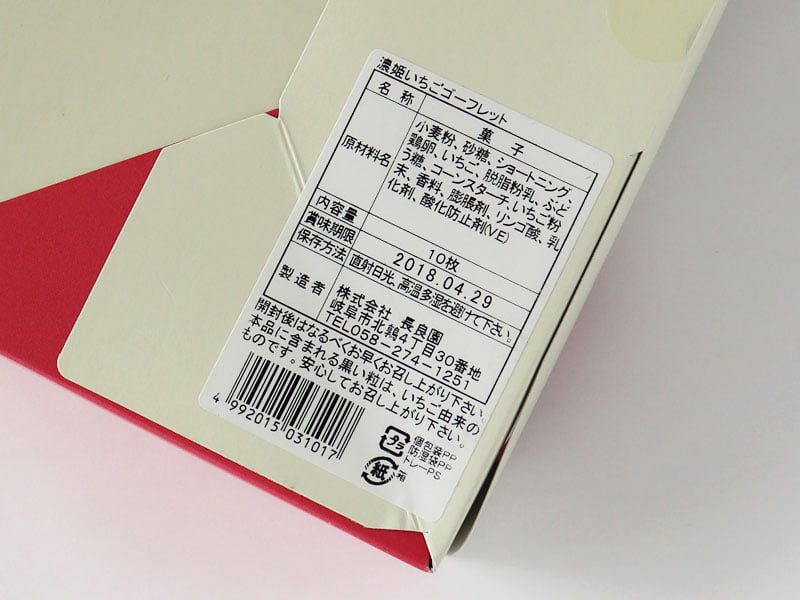 濃姫いちごゴーフレット
名称 菓子
原材料名 小麦粉、砂糖、ショートニング、
鶏卵、いちご、脱脂粉乳、ぶど
う糖、コーンスターチ、いちご粉
末、香料、膨脹剤、リンゴ酸、乳
化剤、酸化防止剤(VE)
内容量 10枚
賞味期限 2018.04.29
保存方法 直射日光、高温多湿を避けて下さい。
製造者 株式会社 長良園
岐阜市北鶉4丁目30番地
TEL058-274-1251
開封後はなるべくお早くお召し上がり下さい。
本品に含まれる黒い粒は、いちご由来の
ものです。安心してお召し上がり下さい。
4 992015 031017
プラ
個包装PP
防湿袋PP
トレーPS
紙
箱